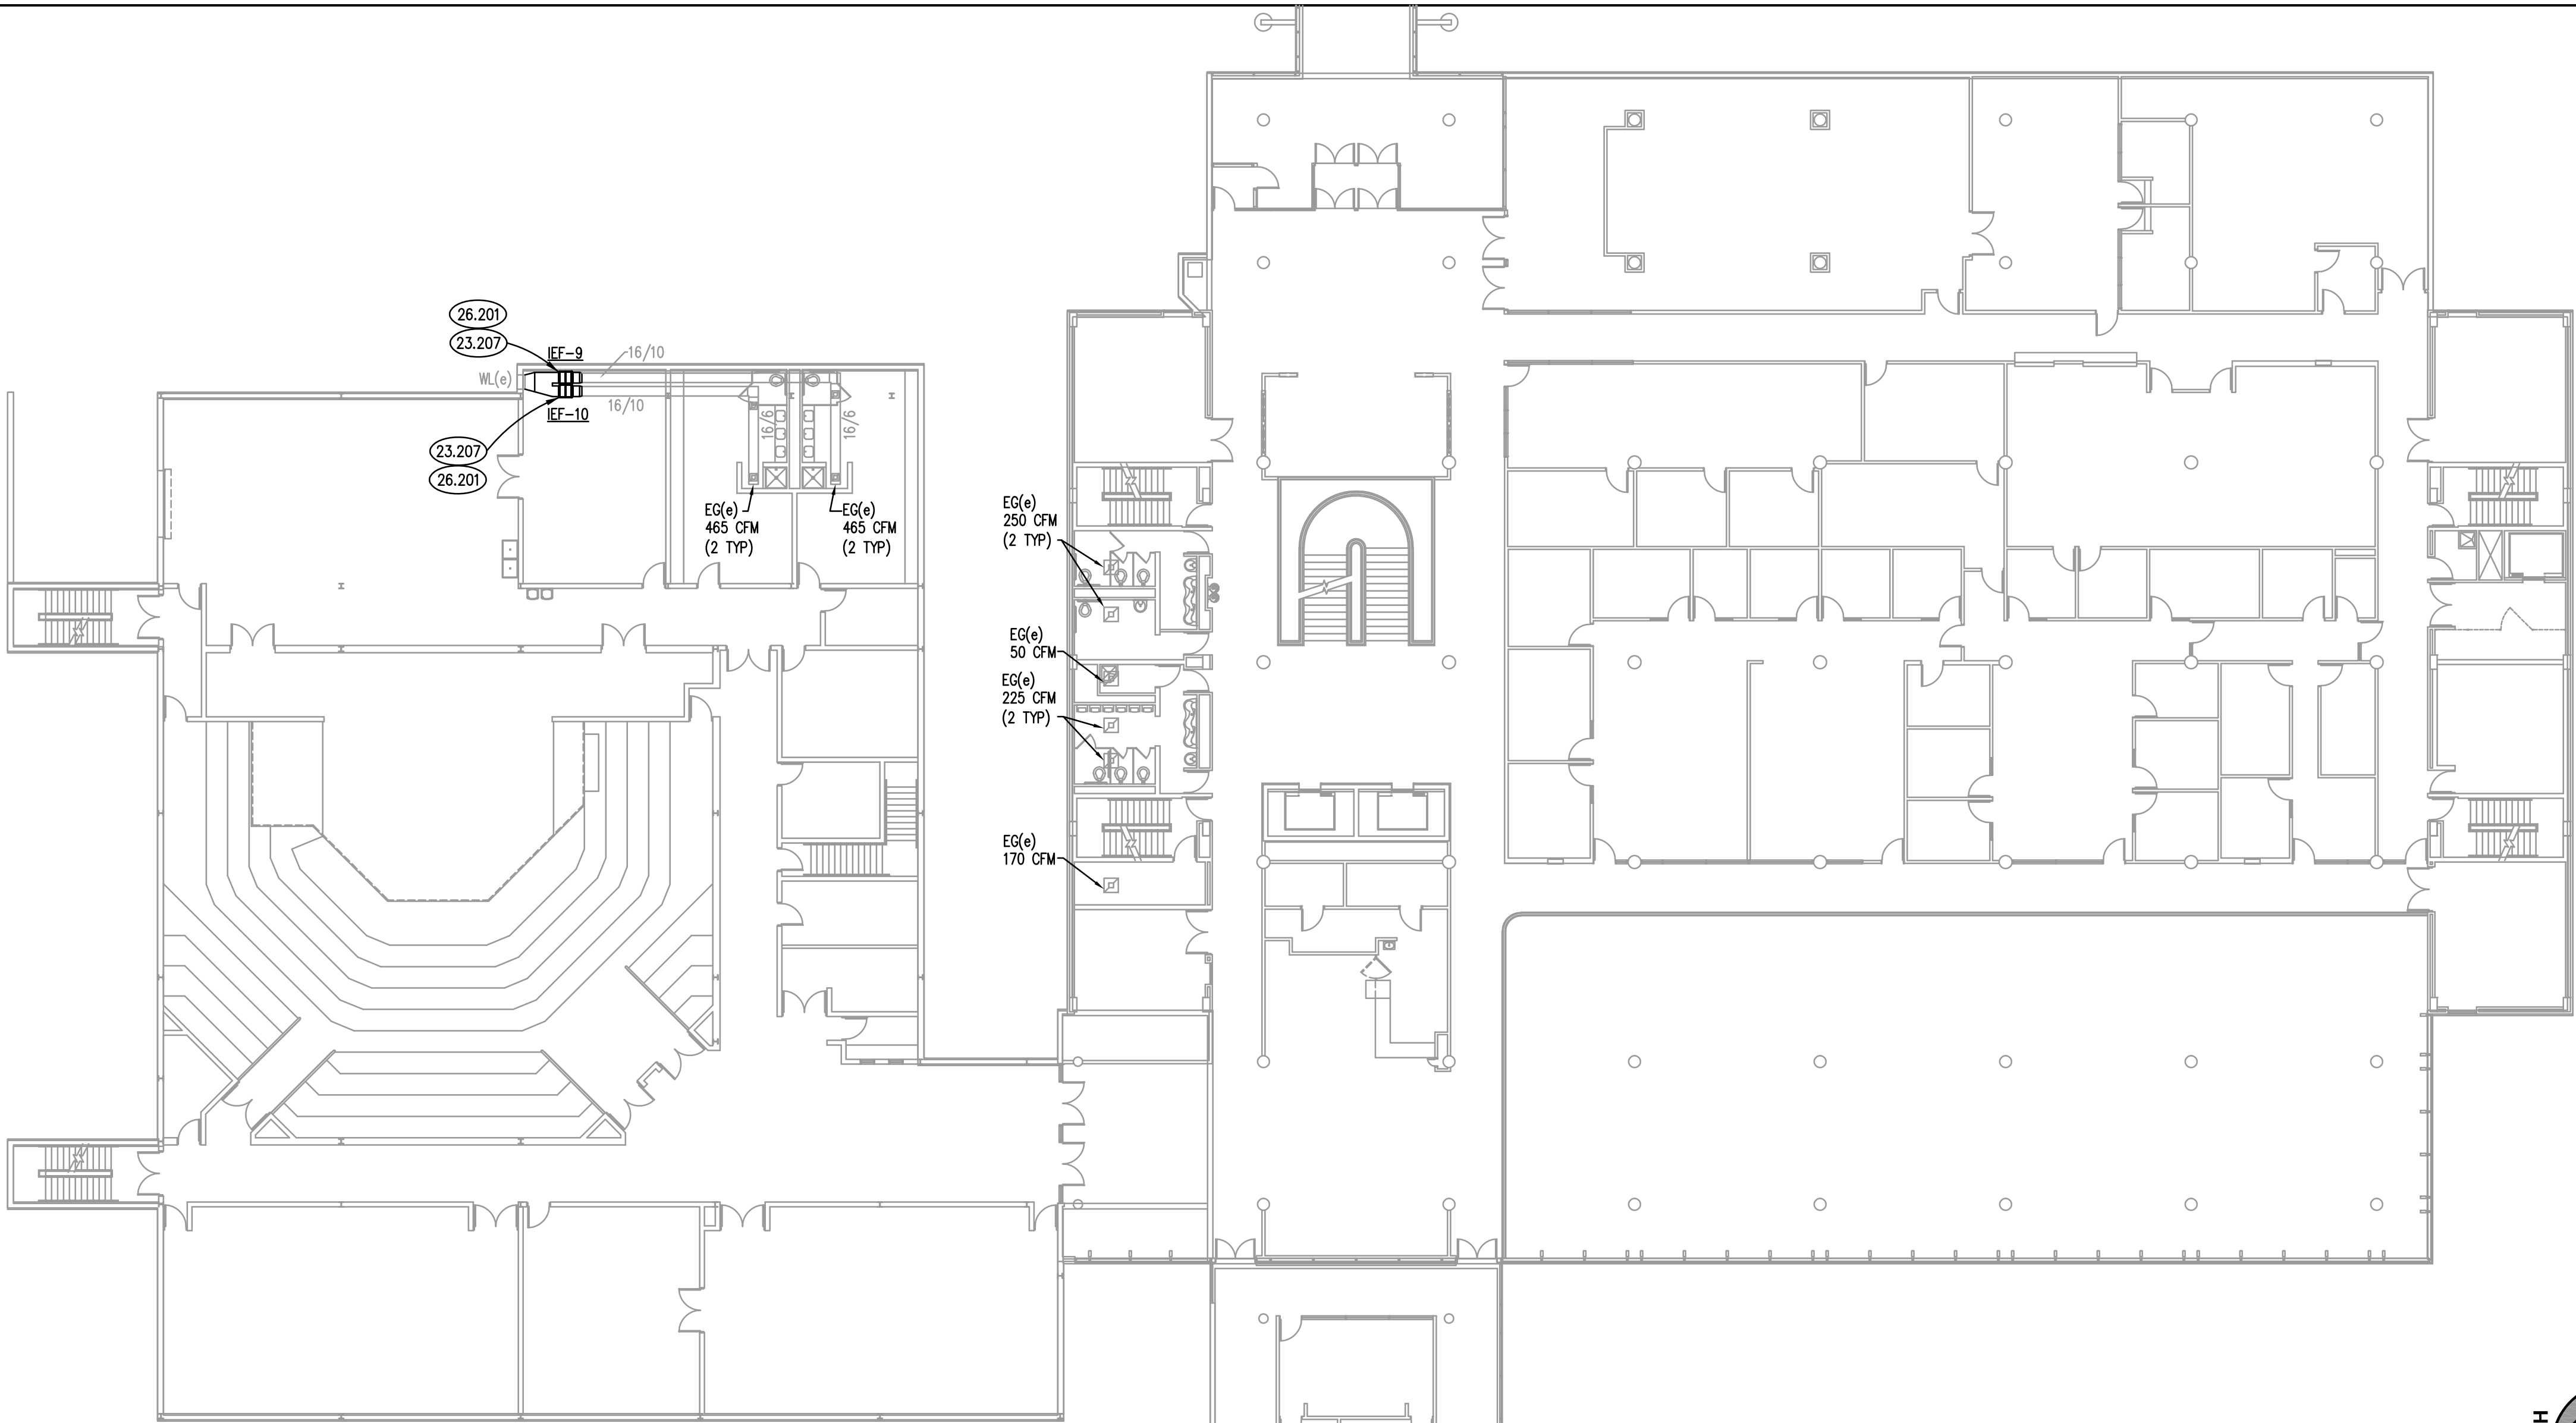 26.201
23.207
IEF-9
16/10
WL(e)
16/10
IEF-10
23.207
26.201
16/6
16/6
EG(e)
465 CFM
(2 TYP)
EG(e)
465 CFM
(2 TYP)
EG(e)
250 CFM
(2 TYP)
EG(e)
50 CFM
EG(e)
225 CFM
(2 TYP)
EG(e)
170 CFM
H